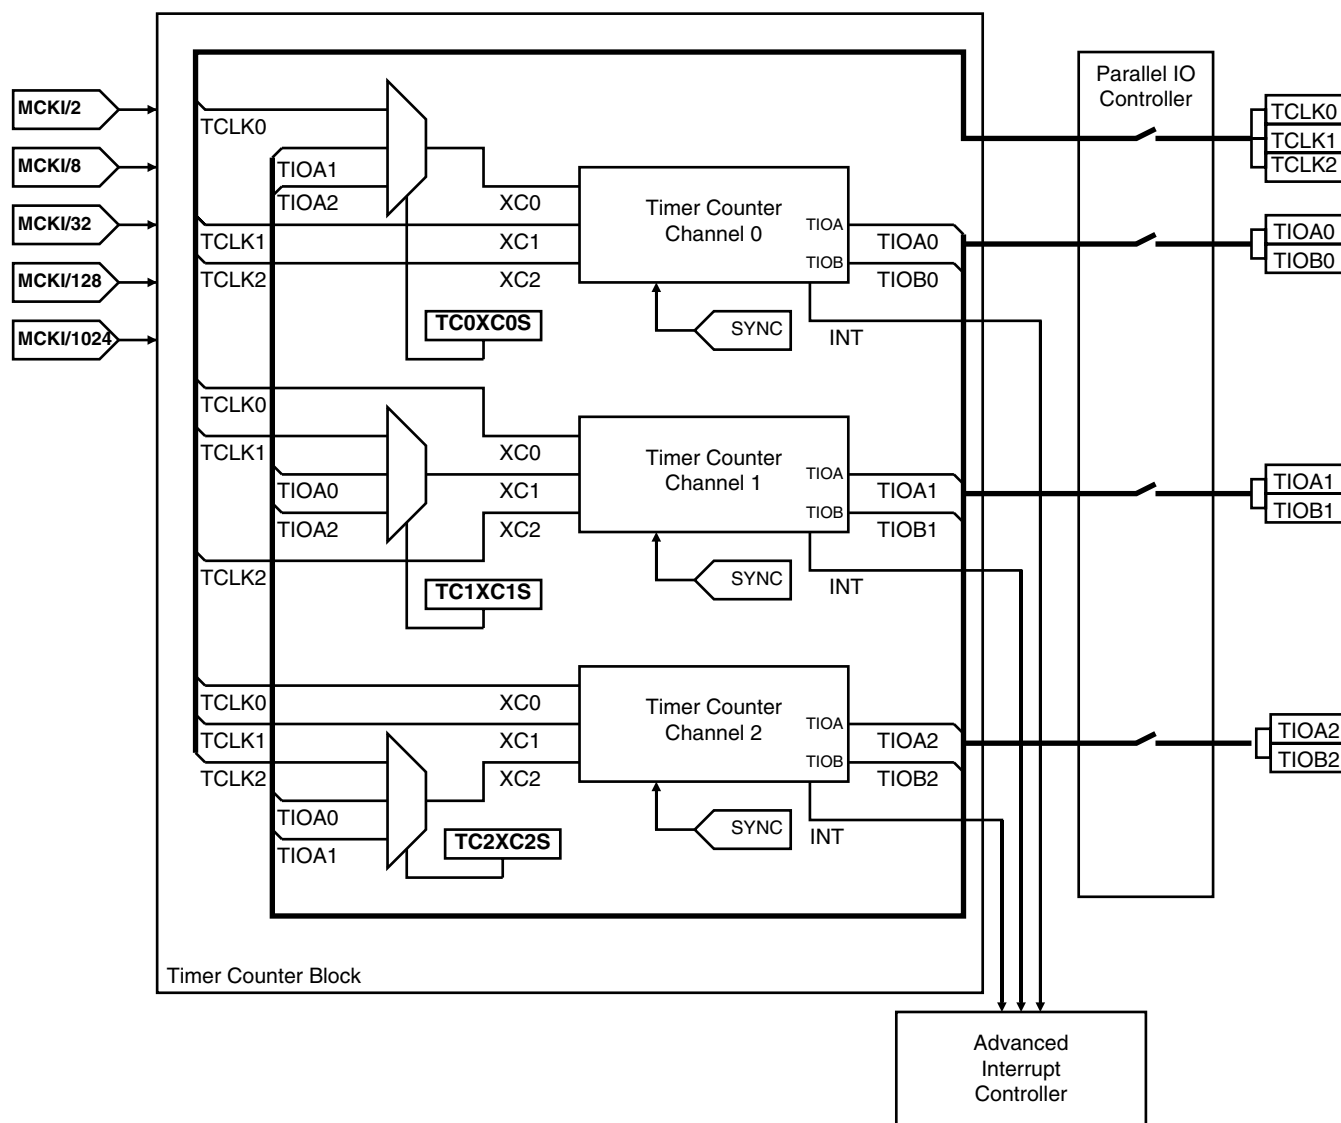 Parallel IO
Controller
MCKI/2
MCKI/8
MCKI/32
MCKI/128
MCKI/1024
TCLK0
TIOA1
TIOA2
TCLK1
TCLK2
XC0
XC1
XC2
Timer Counter
Channel 0
TIOA
TIOB
TIOA0
TIOB0
TC0XC0S
SYNC
INT
TCLK0
TCLK1
TIOA0
TIOA2
TCLK2
XC0
XC1
XC2
Timer Counter
Channel 1
TIOA
TIOB
TIOA1
TIOB1
TC1XC1S
SYNC
INT
TCLK0
TCLK1
TCLK2
TIOA0
TIOA1
XC0
XC1
XC2
Timer Counter
Channel 2
TIOA
TIOB
TIOA2
TIOB2
TC2XC2S
SYNC
INT
TCLK0
TCLK1
TCLK2
TIOA0
TIOB0
TIOA1
TIOB1
TIOA2
TIOB2
Timer Counter Block
Advanced
Interrupt
Controller